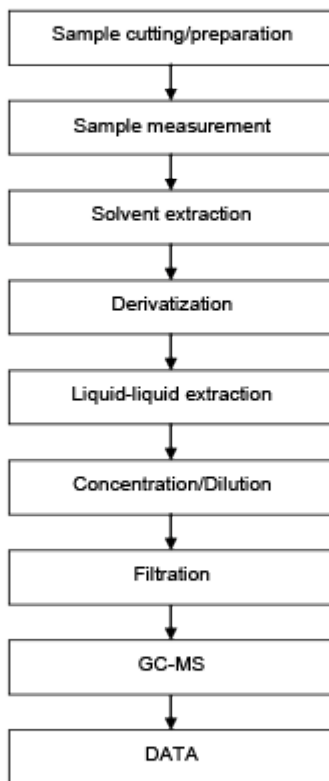 Sample cutting/preparation
Sample measurement
Solvent extraction
Derivatization
Liquid-liquid extraction
Concentration/Dilution
Filtration
GC-MS
DATA